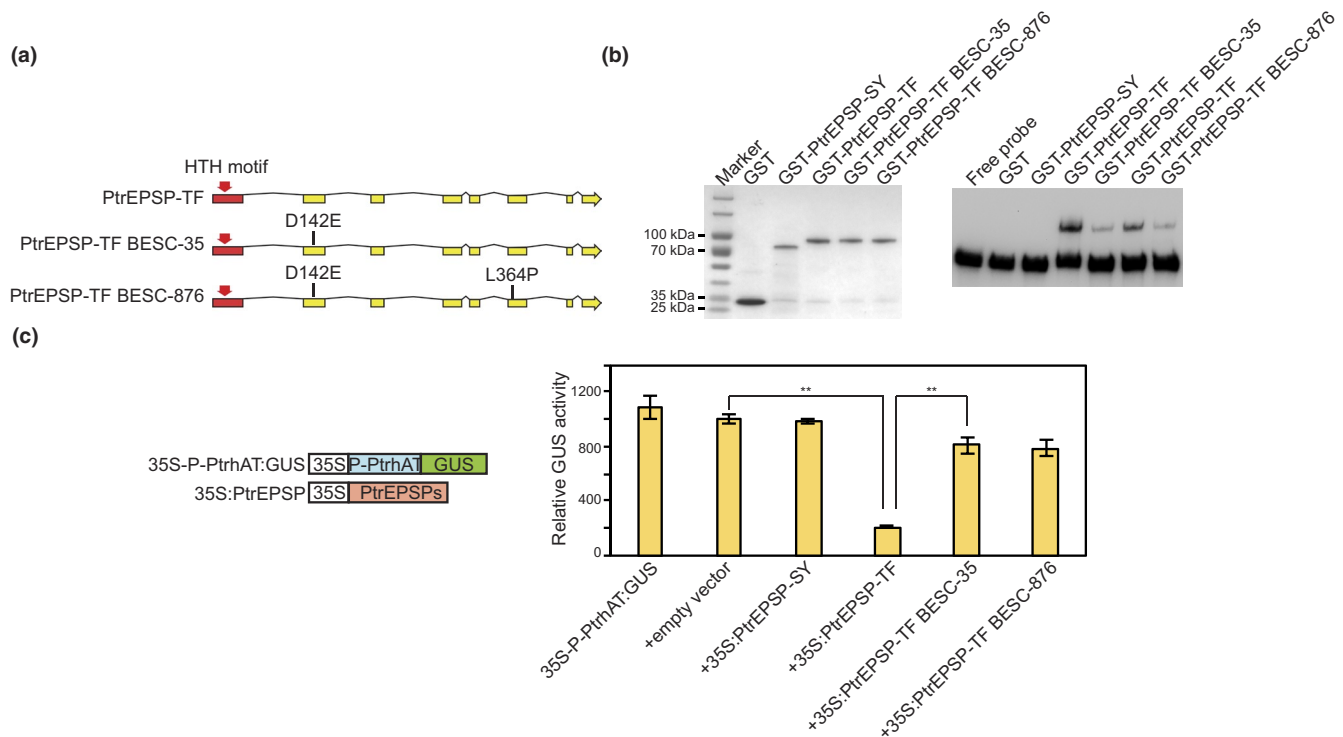 (a)
HTH motif
PtrEPSP-TF
D142E
PtrEPSP-TF BESC-35
D142E
L364P
PtrEPSP-TF BESC-876
(b)
Marker
GST
GST-PtrEPSP-SY
GST-PtrEPSP-TF
GST-PtrEPSP-TF BESC-35
GST-PtrEPSP-TF BESC-876
100 kDa
70 kDa
35 kDa
25 kDa
Free probe
GST
GST-PtrEPSP-SY
GST-PtrEPSP-TF
GST-PtrEPSP-TF BESC-35
GST-PtrEPSP-TF
GST-PtrEPSP-TF BESC-876
(c)
35S-P-PtrhAT:GUS
35S P-PtrhAT GUS
35S:PtrEPSP
35S PtrEPSPs
Relative GUS activity
1200
800
400
0
** **
35S-P-PtrhAT:GUS
+empty vector
+35S:PtrEPSP-SY
+35S:PtrEPSP-TF
+35S:PtrEPSP-TF BESC-35
+35S:PtrEPSP-TF BESC-876